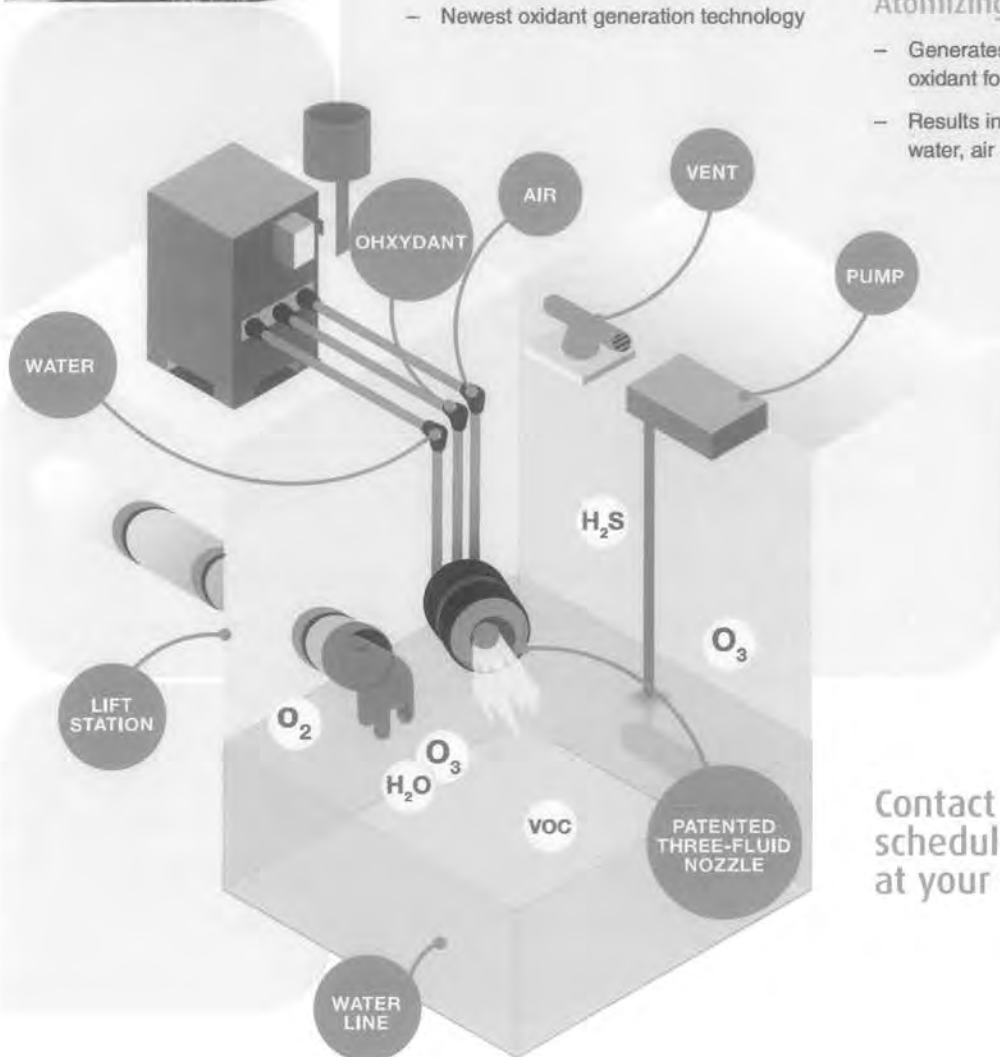 – Newest oxidant generation technology
Atomizing
– Generates
oxidant fo
– Results in
water, air
VENT
AIR
OHXYDANT
PUMP
WATER
H₂S
O₃
LIFT
STATION
O₂
O₃
H₂O
VOC
PATENTED
THREE-FLUID
NOZZLE
Contact
schedul
at your
WATER
LINE